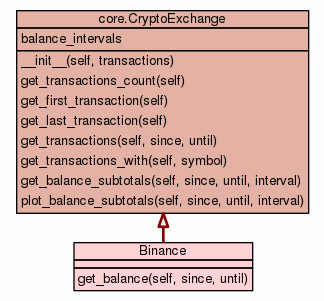 core.CryptoExchange
balance_intervals
__init__(self, transactions)
get_transactions_count(self)
get_first_transaction(self)
get_last_transaction(self)
get_transactions(self, since, until)
get_transactions_with(self, symbol)
get_balance_subtotals(self, since, until, interval)
plot_balance_subtotals(self, since, until, interval)
Binance
get_balance(self, since, until)